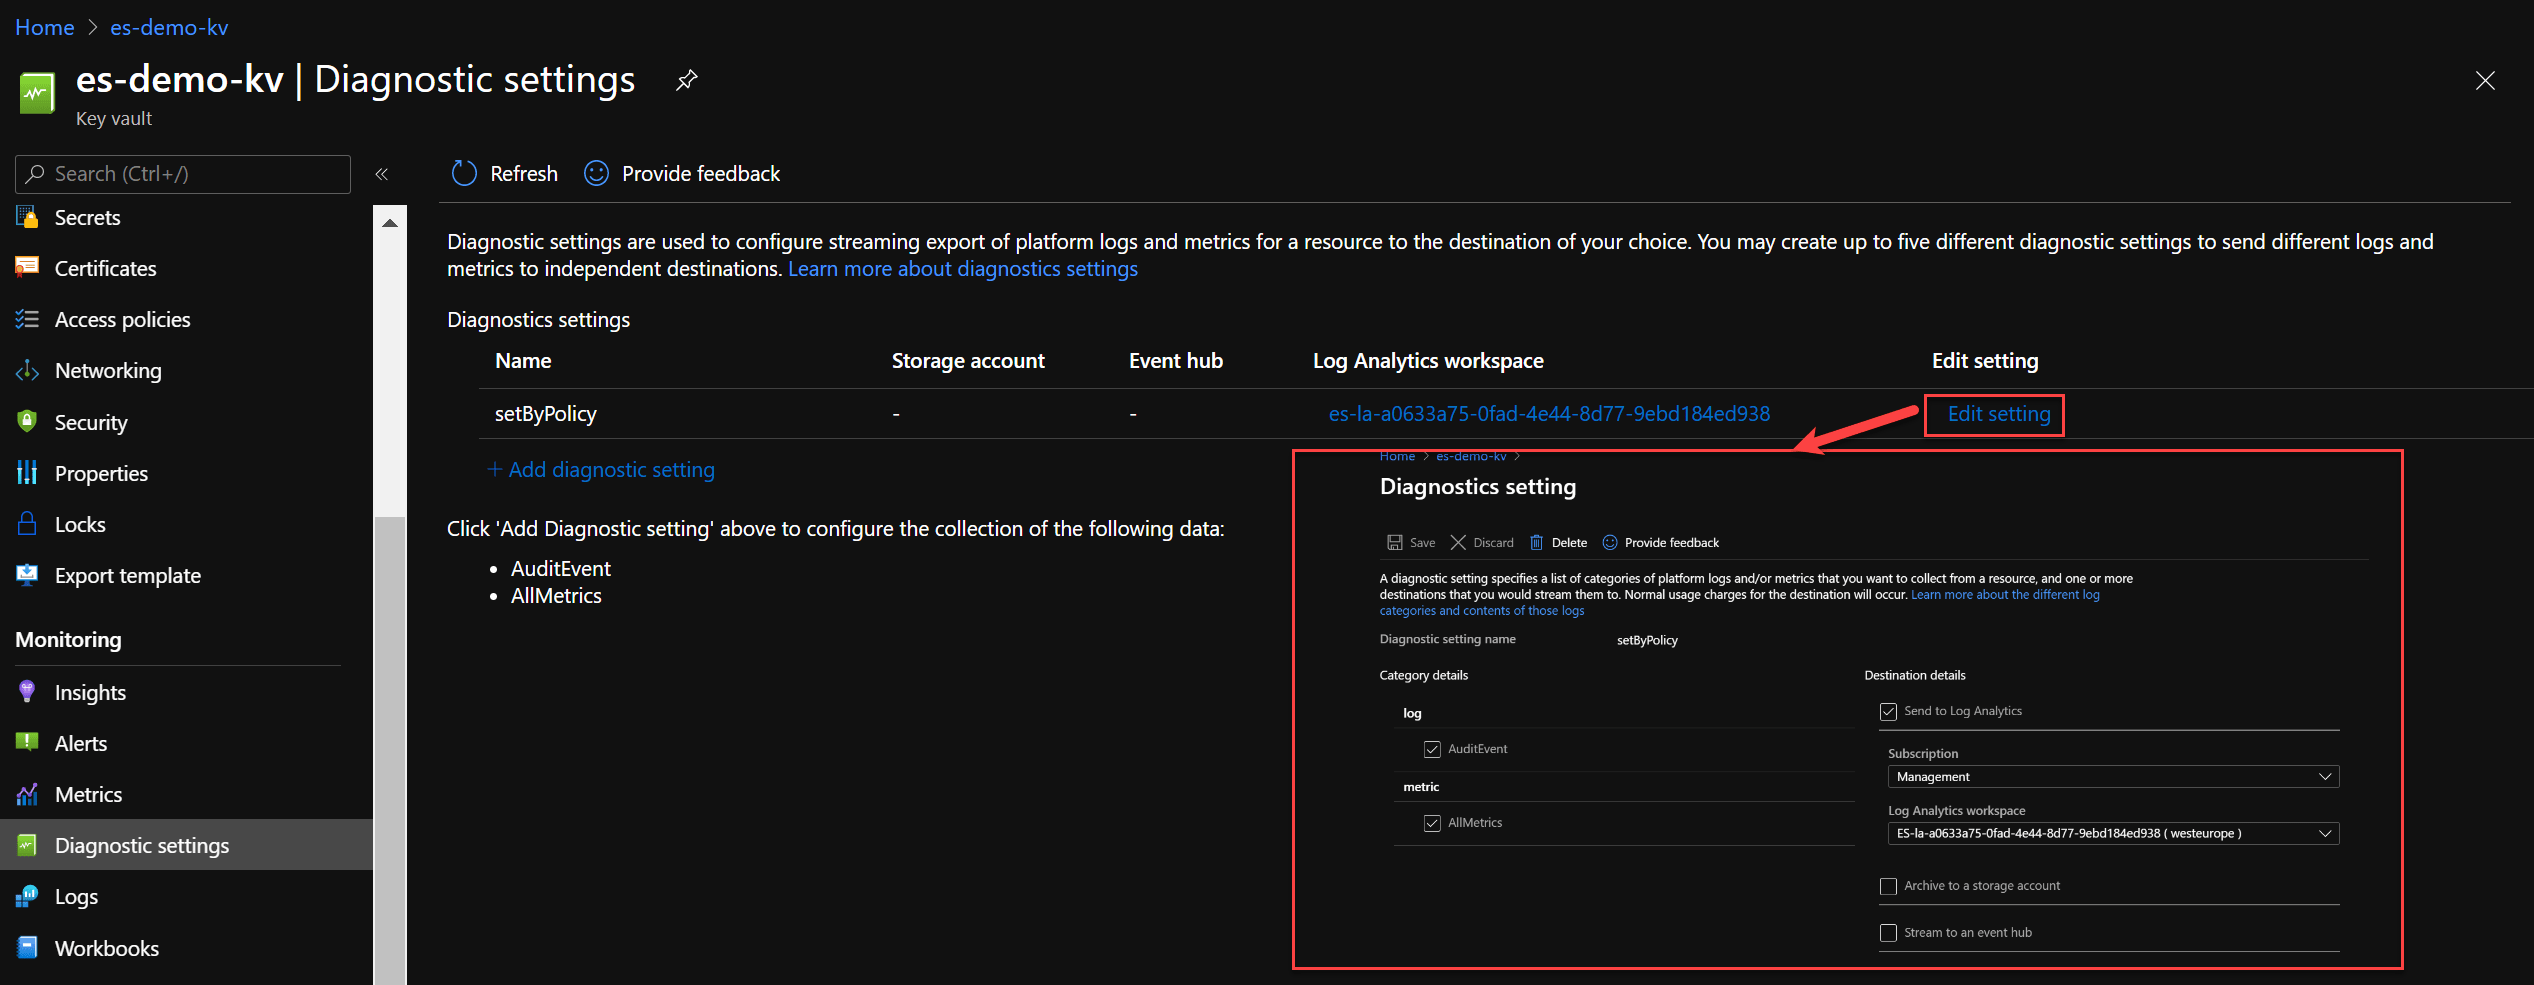 Home > es-demo-kv
es-demo-kv | Diagnostic settings
Key vault
Search (Ctrl+/)
«
Secrets
Certificates
Access policies
Networking
Security
Properties
Locks
Export template
Monitoring
Insights
Alerts
Metrics
Diagnostic settings
Logs
Workbooks
Refresh
Provide feedback
Diagnostic settings are used to configure streaming export of platform logs and metrics for a resource to the destination of your choice. You may create up to five different diagnostic settings to send different logs and
metrics to independent destinations. Learn more about diagnostics settings
Diagnostics settings
Name Storage account Event hub Log Analytics workspace Edit setting
setByPolicy - - es-la-a0633a75-0fad-4e44-8d77-9ebd184ed938 Edit setting
+ Add diagnostic setting
Click 'Add Diagnostic setting' above to configure the collection of the following data:
• AuditEvent
• AllMetrics
Home > es-demo-kv >
Diagnostics setting
Save Discard Delete Provide feedback
A diagnostic setting specifies a list of categories of platform logs and/or metrics that you want to collect from a resource, and one or more
destinations that you would stream them to. Normal usage charges for the destination will occur. Learn more about the different log
categories and contents of those logs
Diagnostic setting name setByPolicy
Category details
log
AuditEvent
metric
AllMetrics
Destination details
Send to Log Analytics
Subscription
Management
Log Analytics workspace
ES-la-a0633a75-0fad-4e44-8d77-9ebd184ed938 ( westeurope )
Archive to a storage account
Stream to an event hub